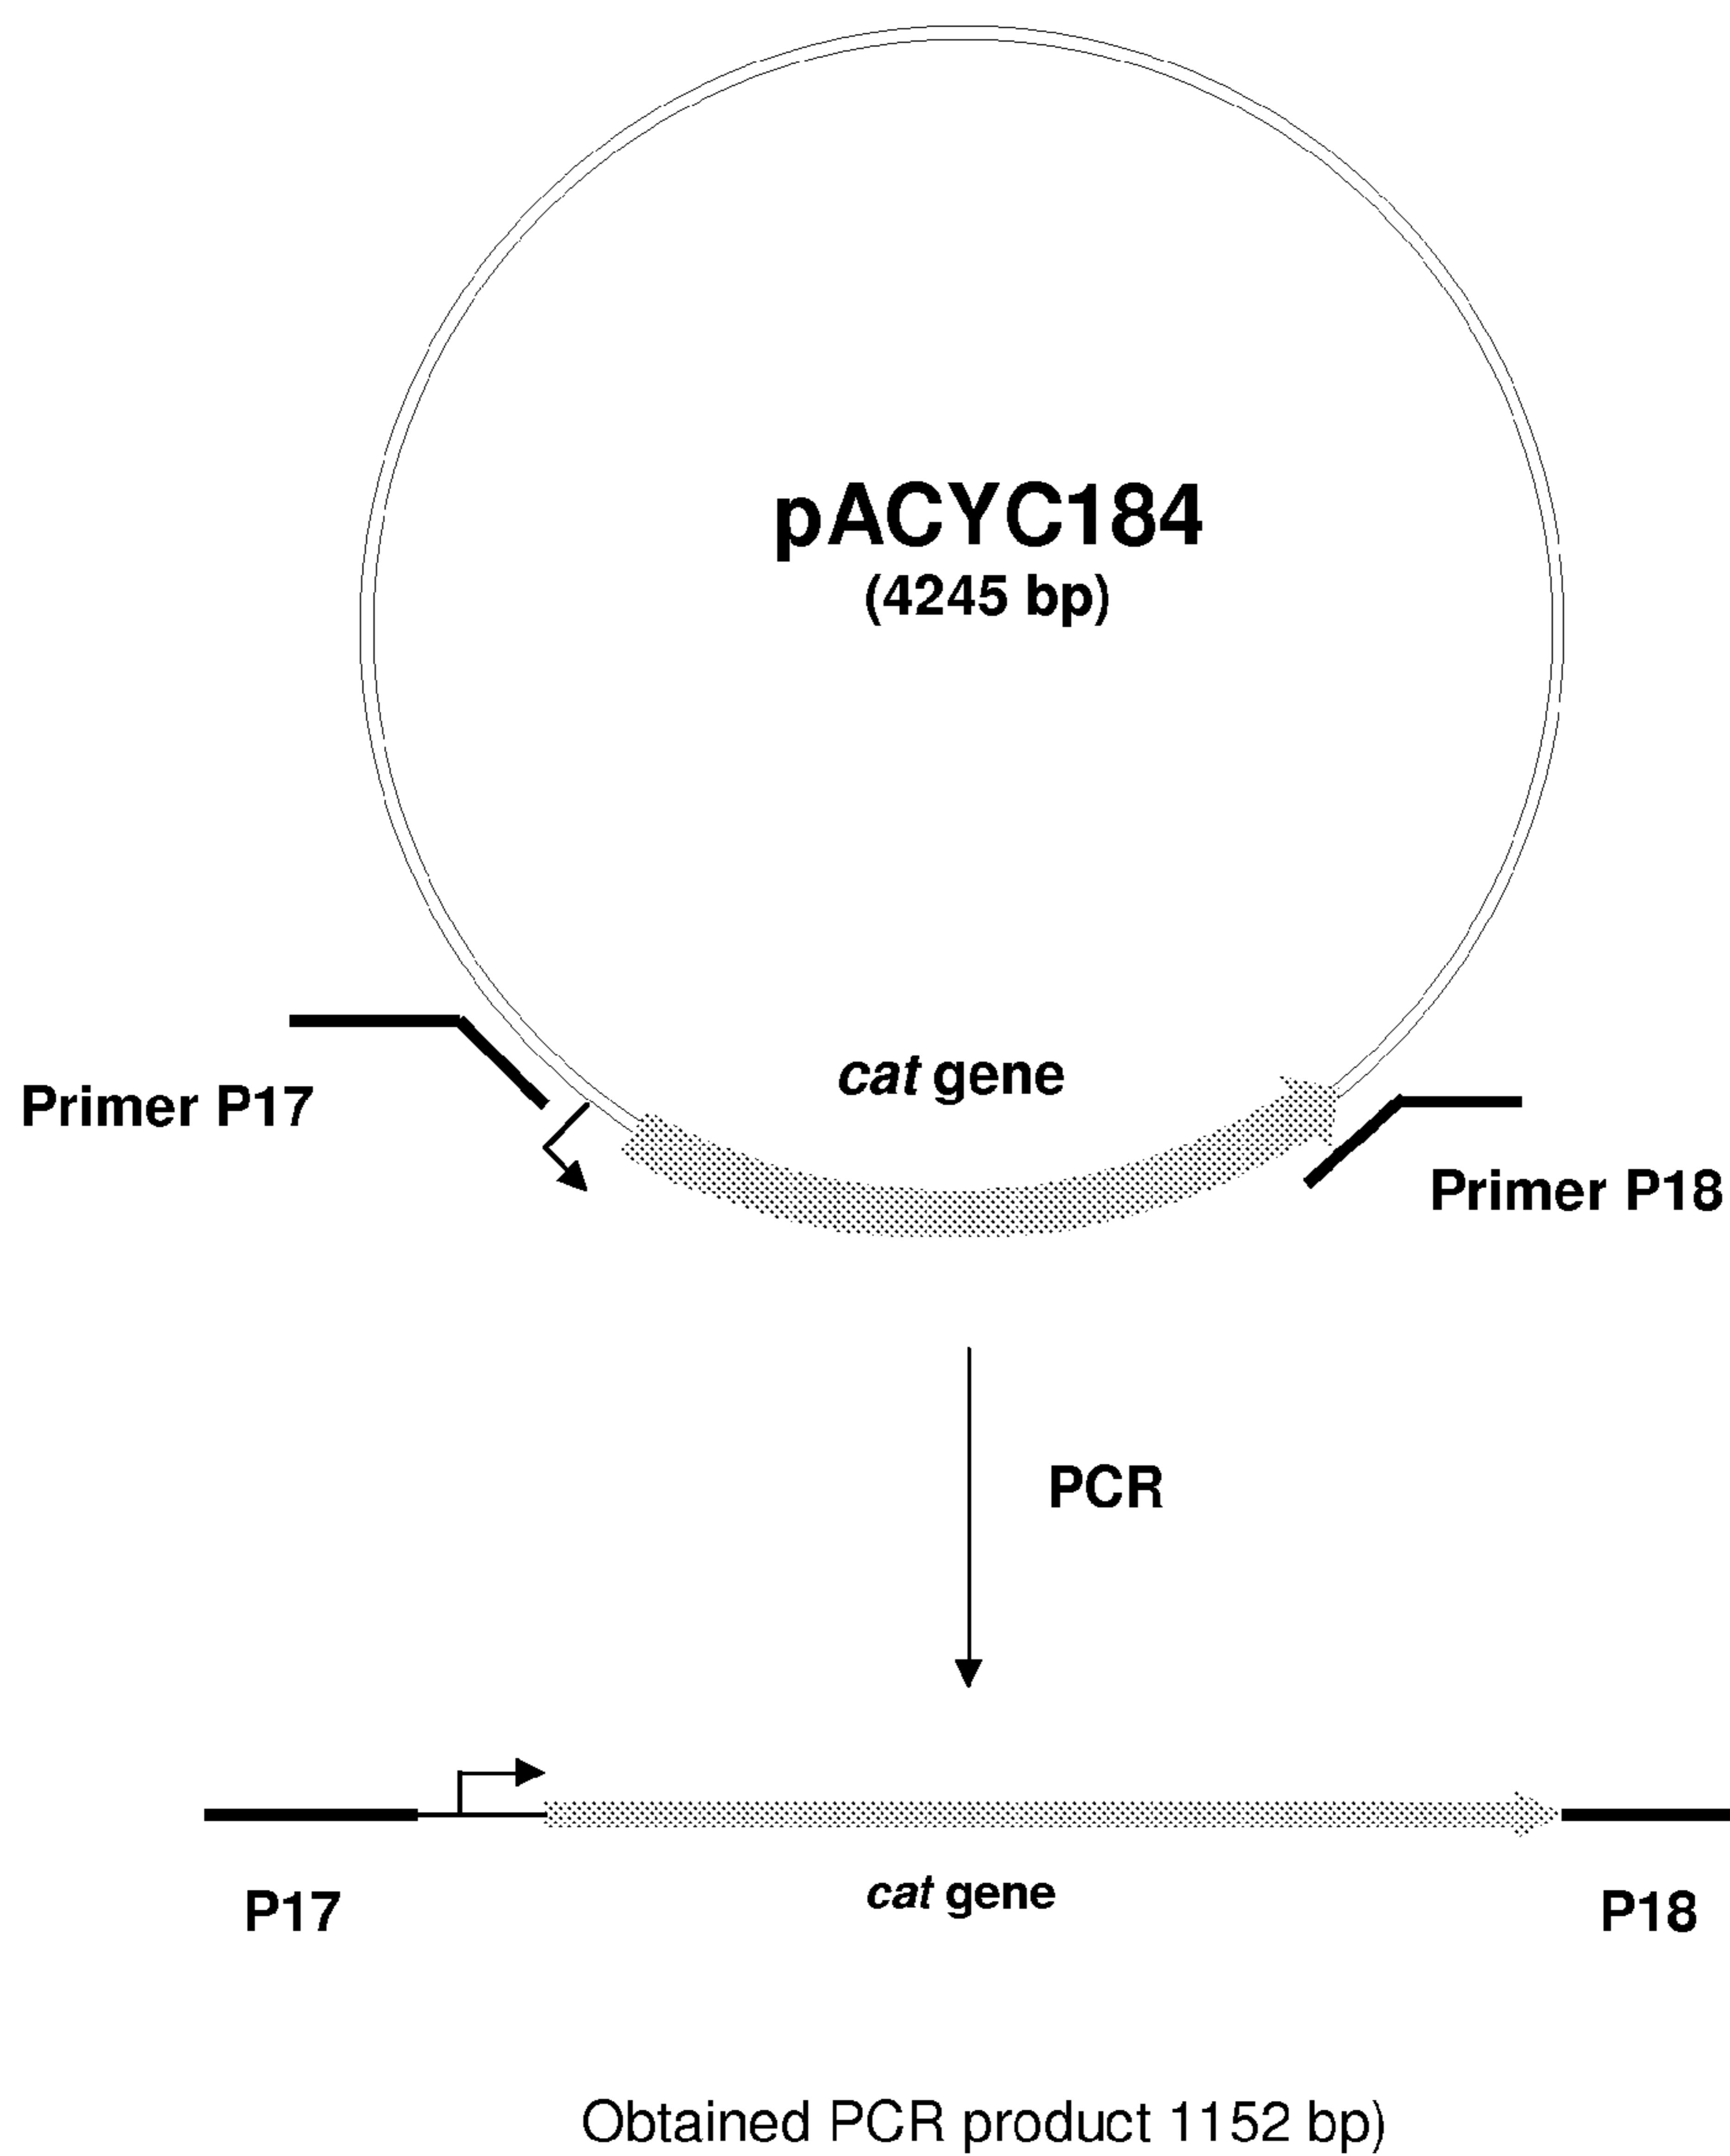 pACYC184
(4245 bp)
cat gene
Primer P17
Primer P18
PCR
cat gene
P17
P18
Obtained PCR product 1152 bp)